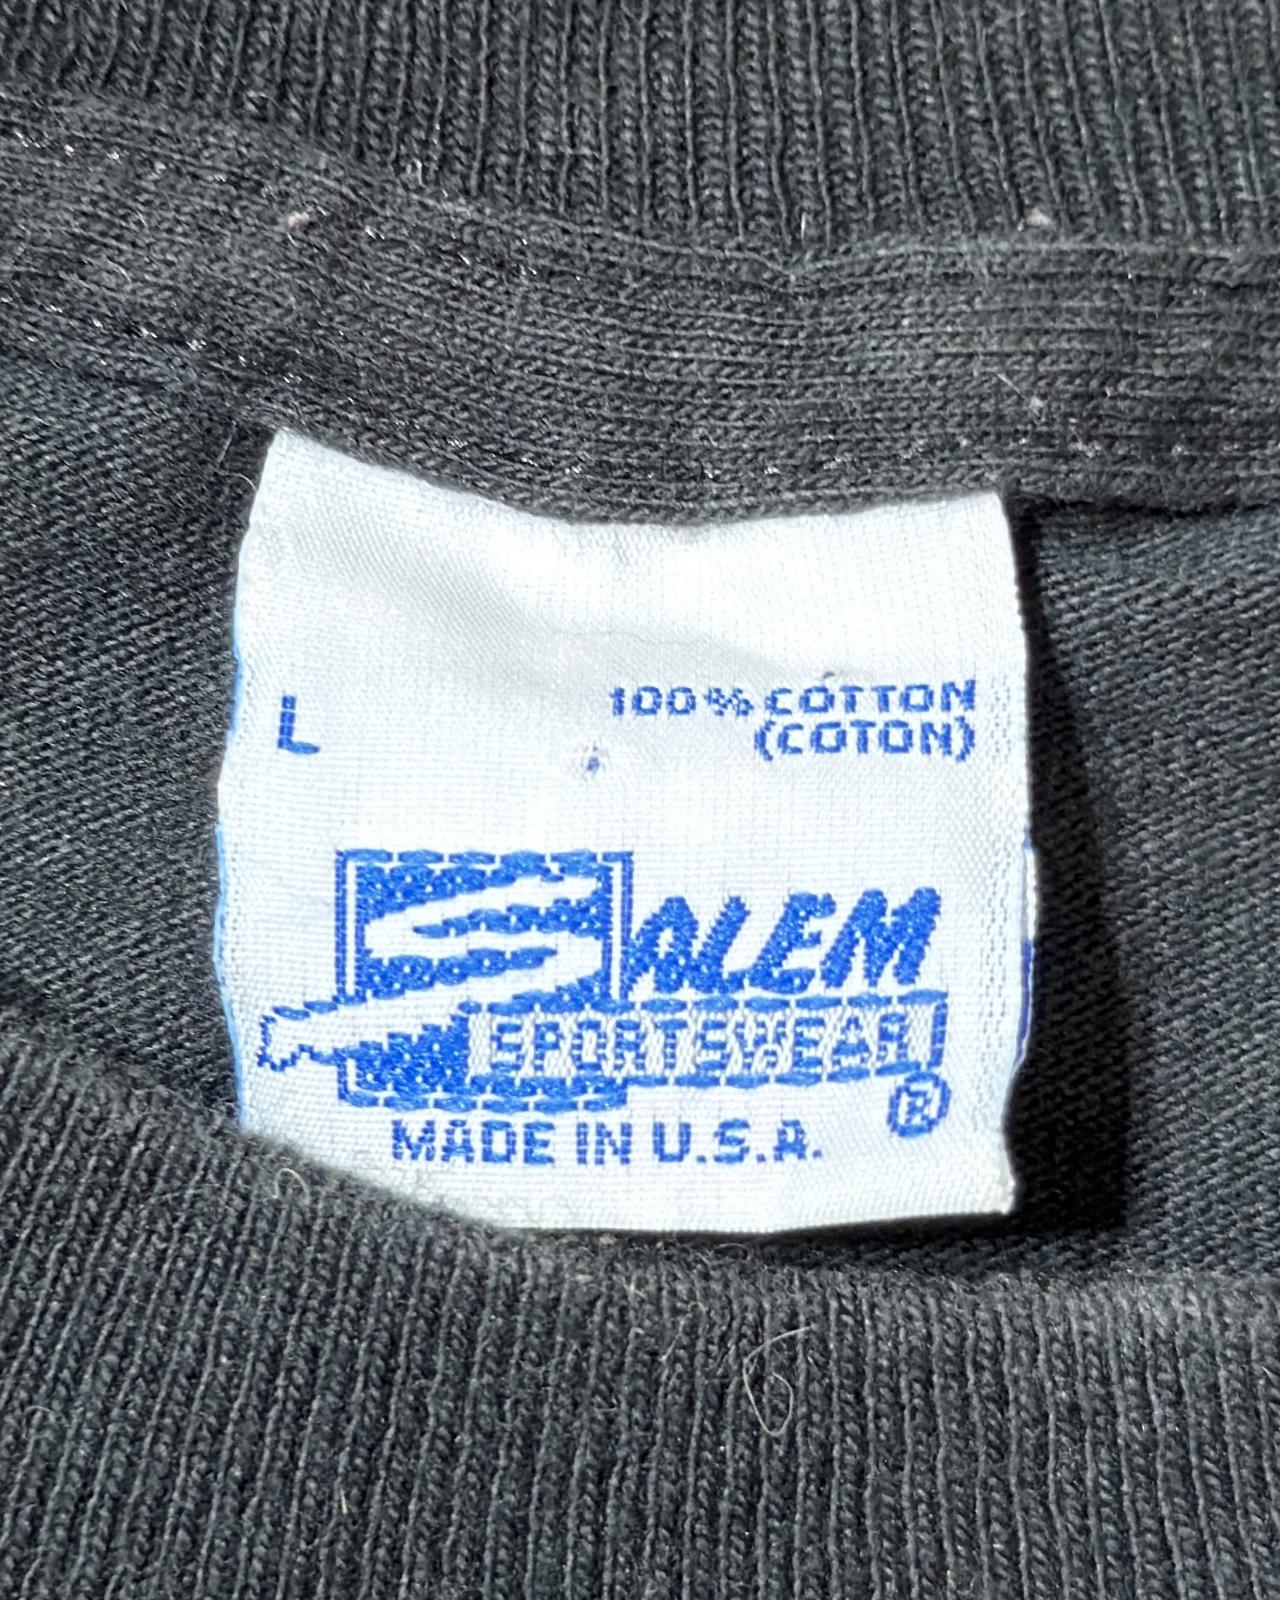 L
100% COTTON
(COTON)
SALEM
SPORTSWEAR
®
MADE IN U.S.A.